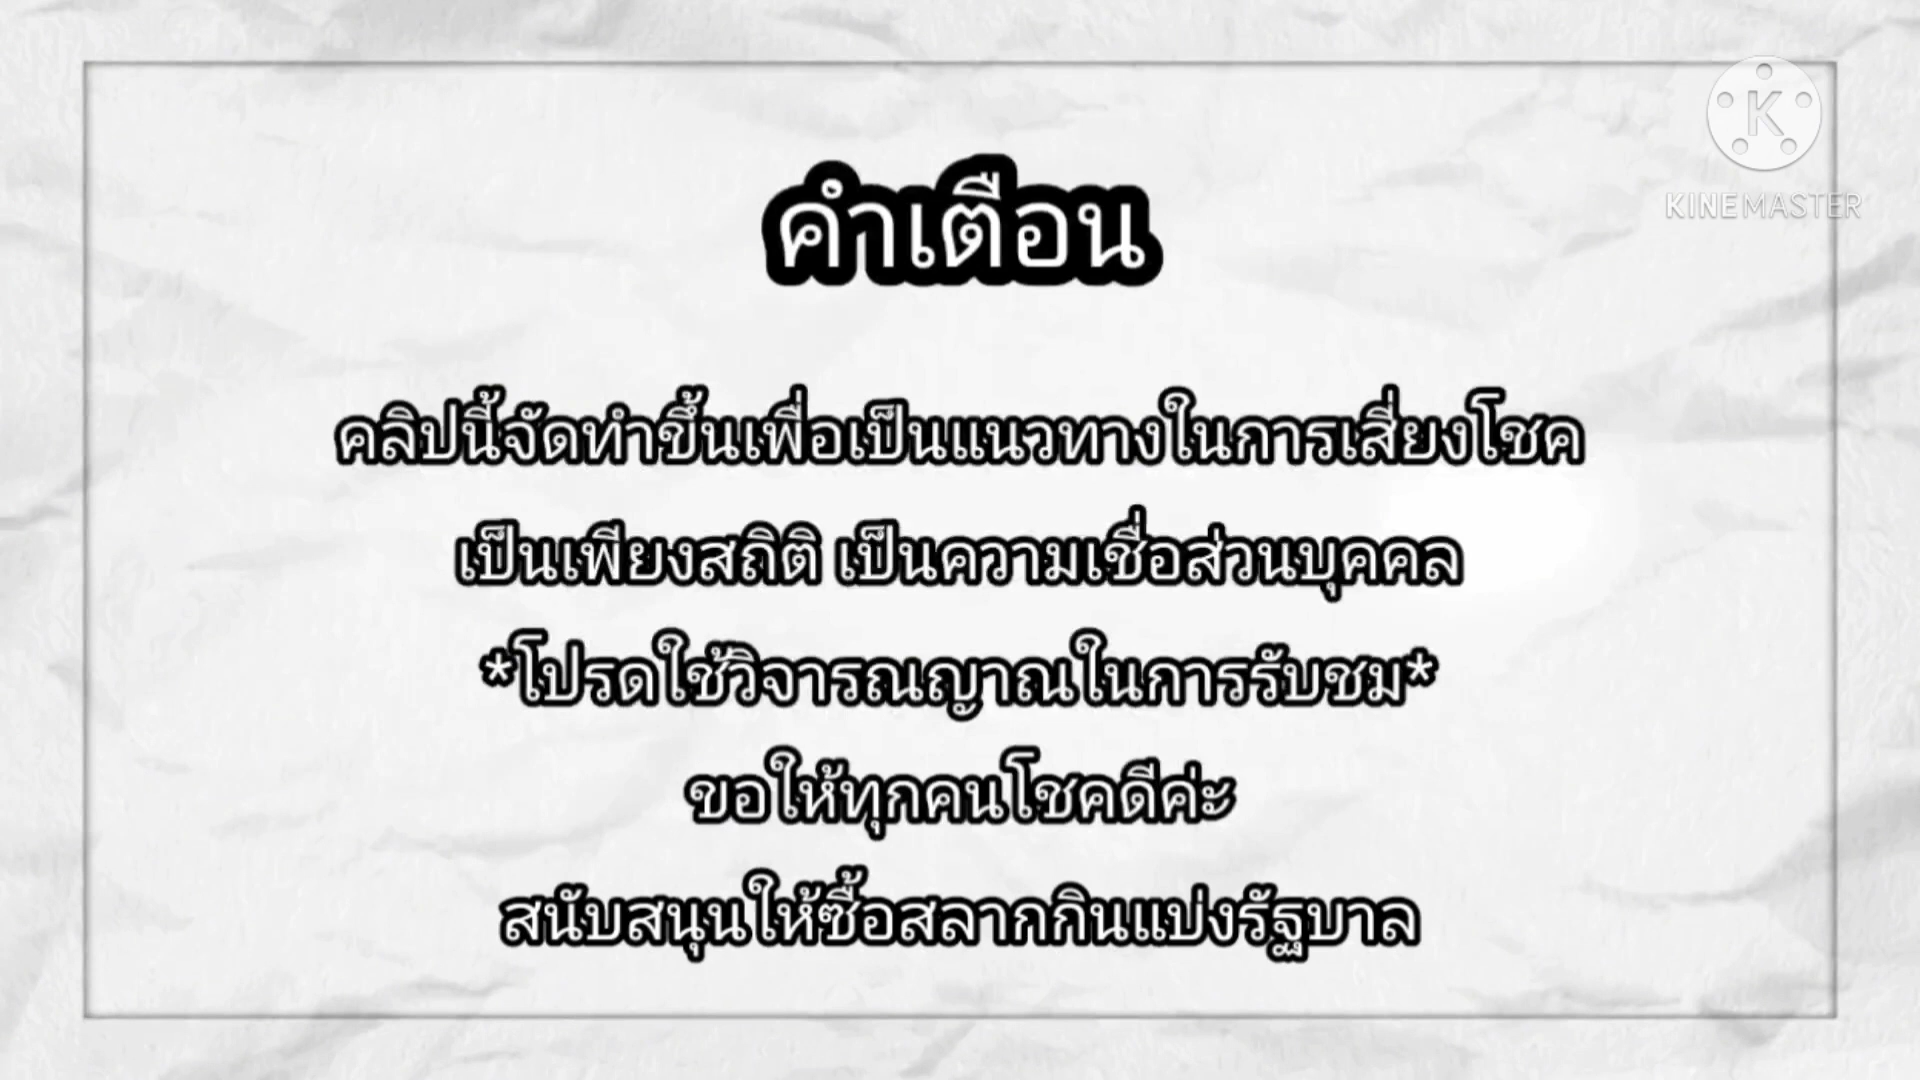 K
KINEMASTER
คำเตือน
คลิปนี้จัดทำขึ้นเพื่อเป็นแนวทางในการเสี่ยงโชค
เป็นเพียงสถิติ เป็นความเชื่อส่วนบุคคล
*โปรดใช้วิจารณญาณในการรับชม*
ขอให้ทุกคนโชคดีค่ะ
สนับสนุนให้ซื้อสลากกินแบ่งรัฐบาล